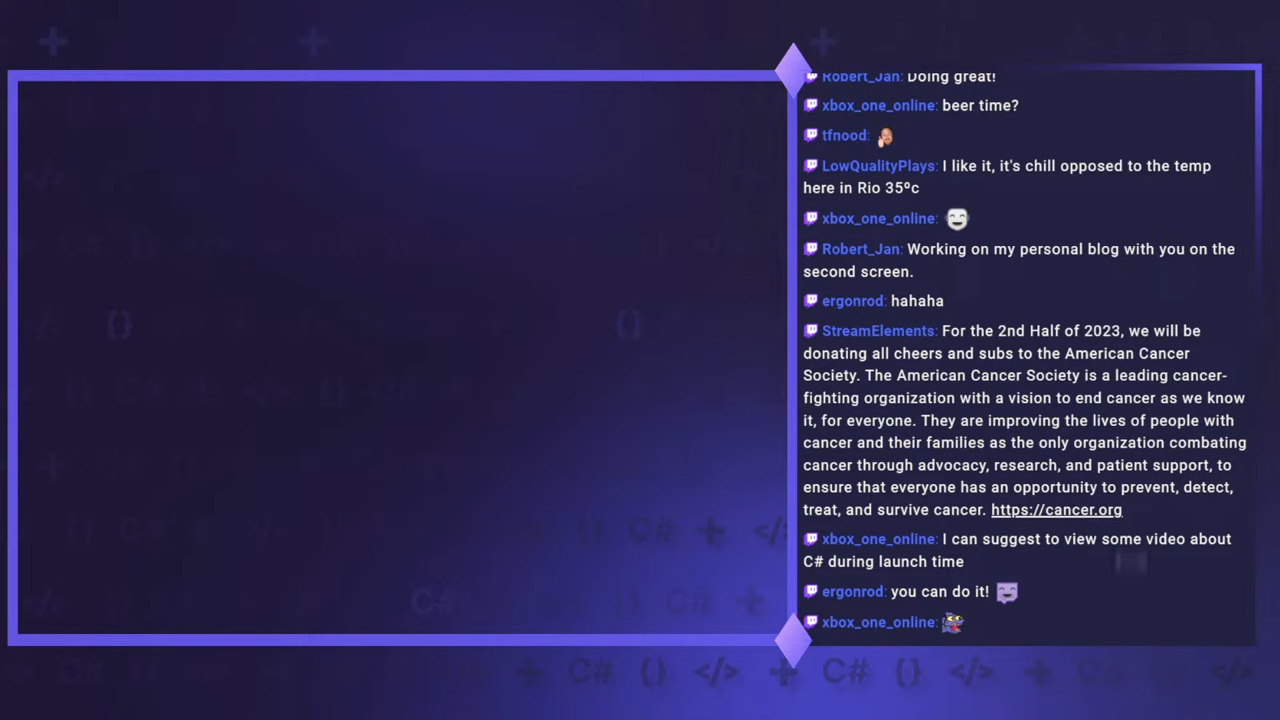 Robert_Jan: Doing great!
xbox_one_online: beer time?
tfnood:
LowQualityPlays: I like it, it's chill opposed to the temp
here in Rio 35ºc
xbox_one_online:
Robert_Jan: Working on my personal blog with you on the
second screen.
ergonrod: hahaha
StreamElements: For the 2nd Half of 2023, we will be
donating all cheers and subs to the American Cancer
Society. The American Cancer Society is a leading cancer-
fighting organization with a vision to end cancer as we know
it, for everyone. They are improving the lives of people with
cancer and their families as the only organization combating
cancer through advocacy, research, and patient support, to
ensure that everyone has an opportunity to prevent, detect,
treat, and survive cancer. https://cancer.org
xbox_one_online: I can suggest to view some video about
C# during launch time
ergonrod: you can do it!
xbox_one_online:
C# {} </> + C# {} </> +
</Text>